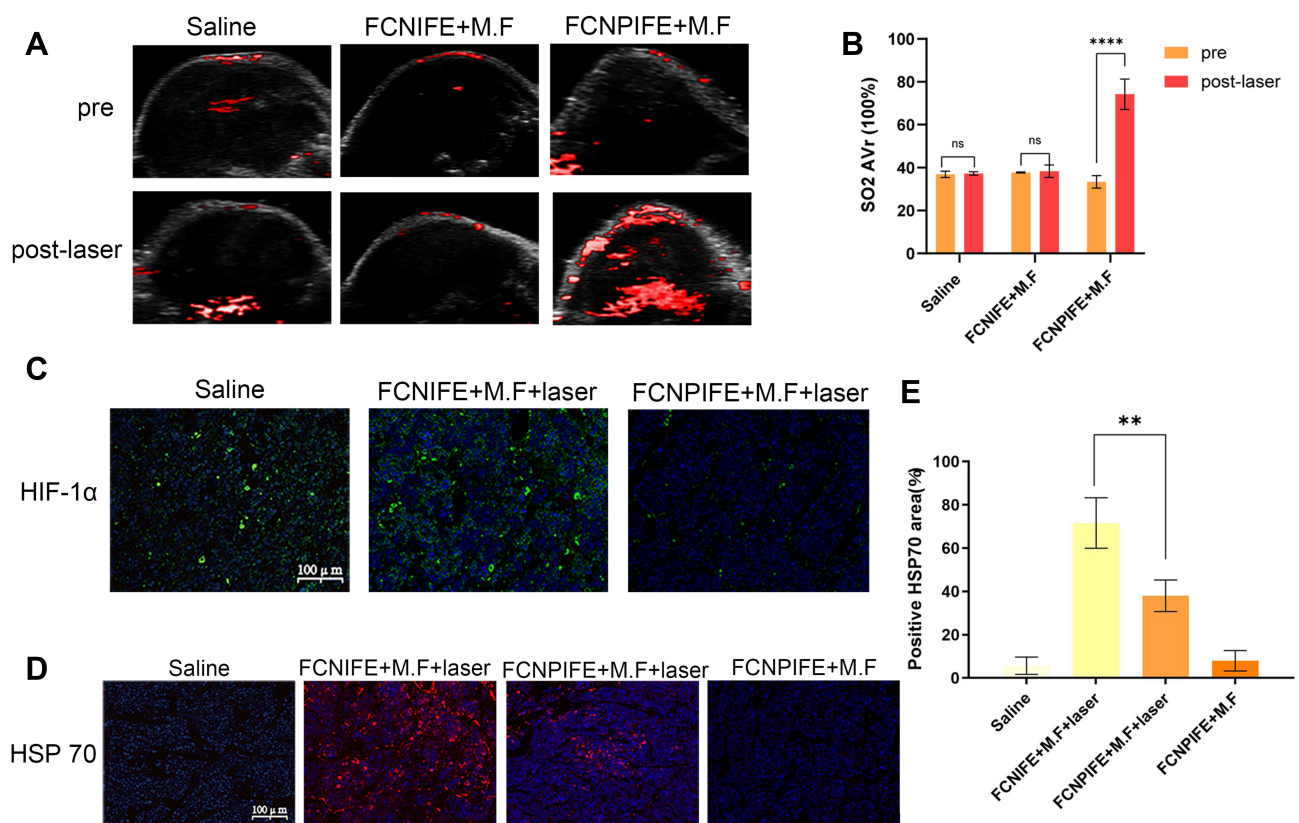 A
Saline
FCNIFE+M.F
FCNPIFE+M.F
pre
post-laser
B
SO2 AVr (100%)
100
80
60
40
20
0
ns
ns
****
pre
post-laser
Saline
FCNIFE+M.F
FCNPIFE+M.F
C
Saline
FCNIFE+M.F+laser
FCNPIFE+M.F+laser
HIF-1α
100 μm
D
Saline
FCNIFE+M.F+laser
FCNPIFE+M.F+laser
FCNPIFE+M.F
HSP 70
100 μm
E
Positive HSP70 area(%)
100
80
60
40
20
0
**
Saline
FCNIFE+M.F+laser
FCNPIFE+M.F+laser
FCNPIFE+M.F